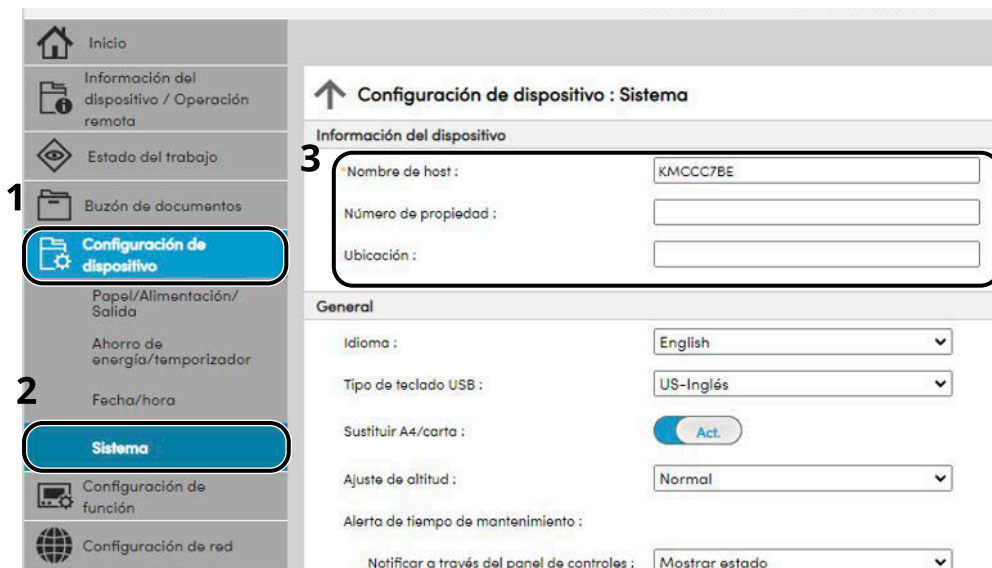 Inicio
Información del
dispositivo / Operación
remota
Estado del trabajo
1
Buzón de documentos
Configuración de
dispositivo
Papel/Alimentación/
Salida
Ahorro de
energía/temporizador
2
Fecha/hora
Sistema
Configuración de
función
Configuración de red
Configuración de dispositivo : Sistema
Información del dispositivo
3
*Nombre de host : KMCCC7BE
Número de propiedad :
Ubicación :
General
Idioma : English
Tipo de teclado USB : US-Inglés
Sustituir A4/carta : Act.
Ajuste de altitud : Normal
Alerta de tiempo de mantenimiento :
Notificar a través del panel de controles : Mostrar estado